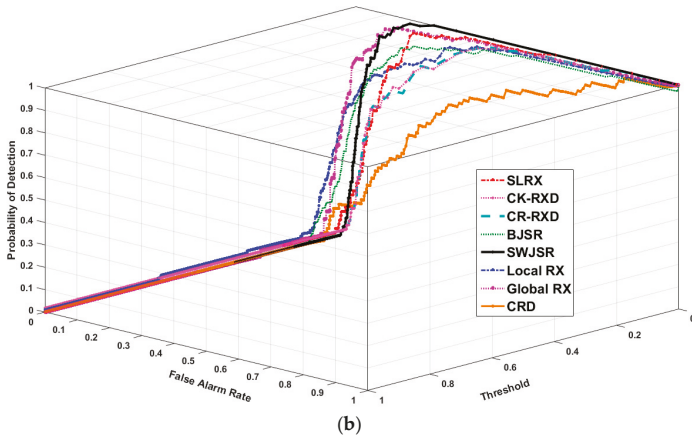 1
0.9
0.8
0.7
0.6
0.5
0.4
0.3
0.2
0.1
0
Probability of Detection
0
0.1
0.2
0.3
0.4
0.5
0.6
0.7
0.8
0.9
1
False Alarm Rate
1
0.8
0.6
0.4
0.2
0
Threshold
SLRX
CK-RXD
CR-RXD
BJSR
SWJSR
Local RX
Global RX
CRD
(b)